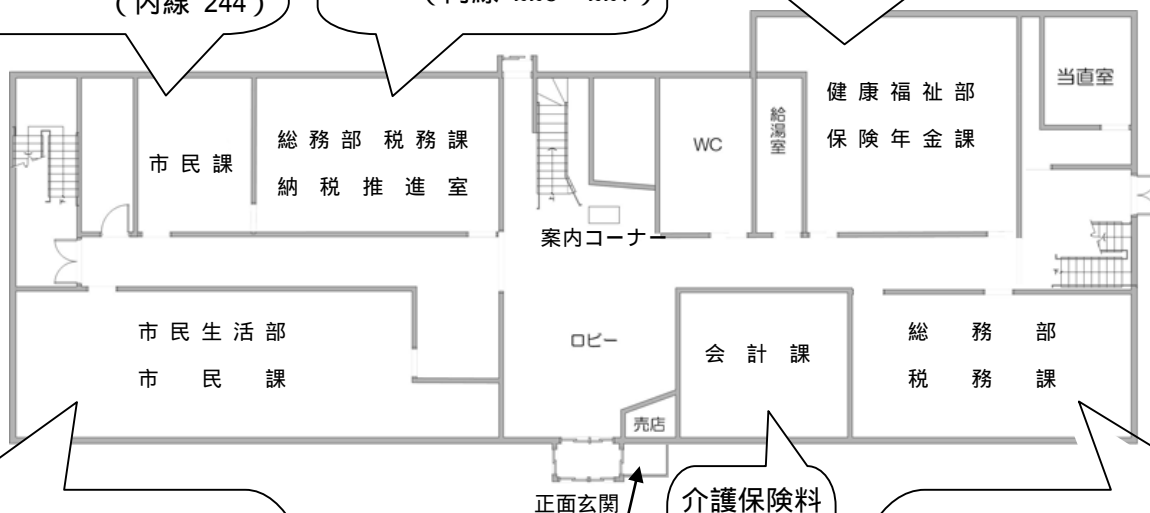 （内線 244）
当直室
健康福祉部
保険年金課
給湯室
WC
総務部 税務課
納税推進室
市民課
案内コーナー
市民生活部
市民課
ロビー
会計課
総務部
税務課
売店
正面玄関
介護保険料